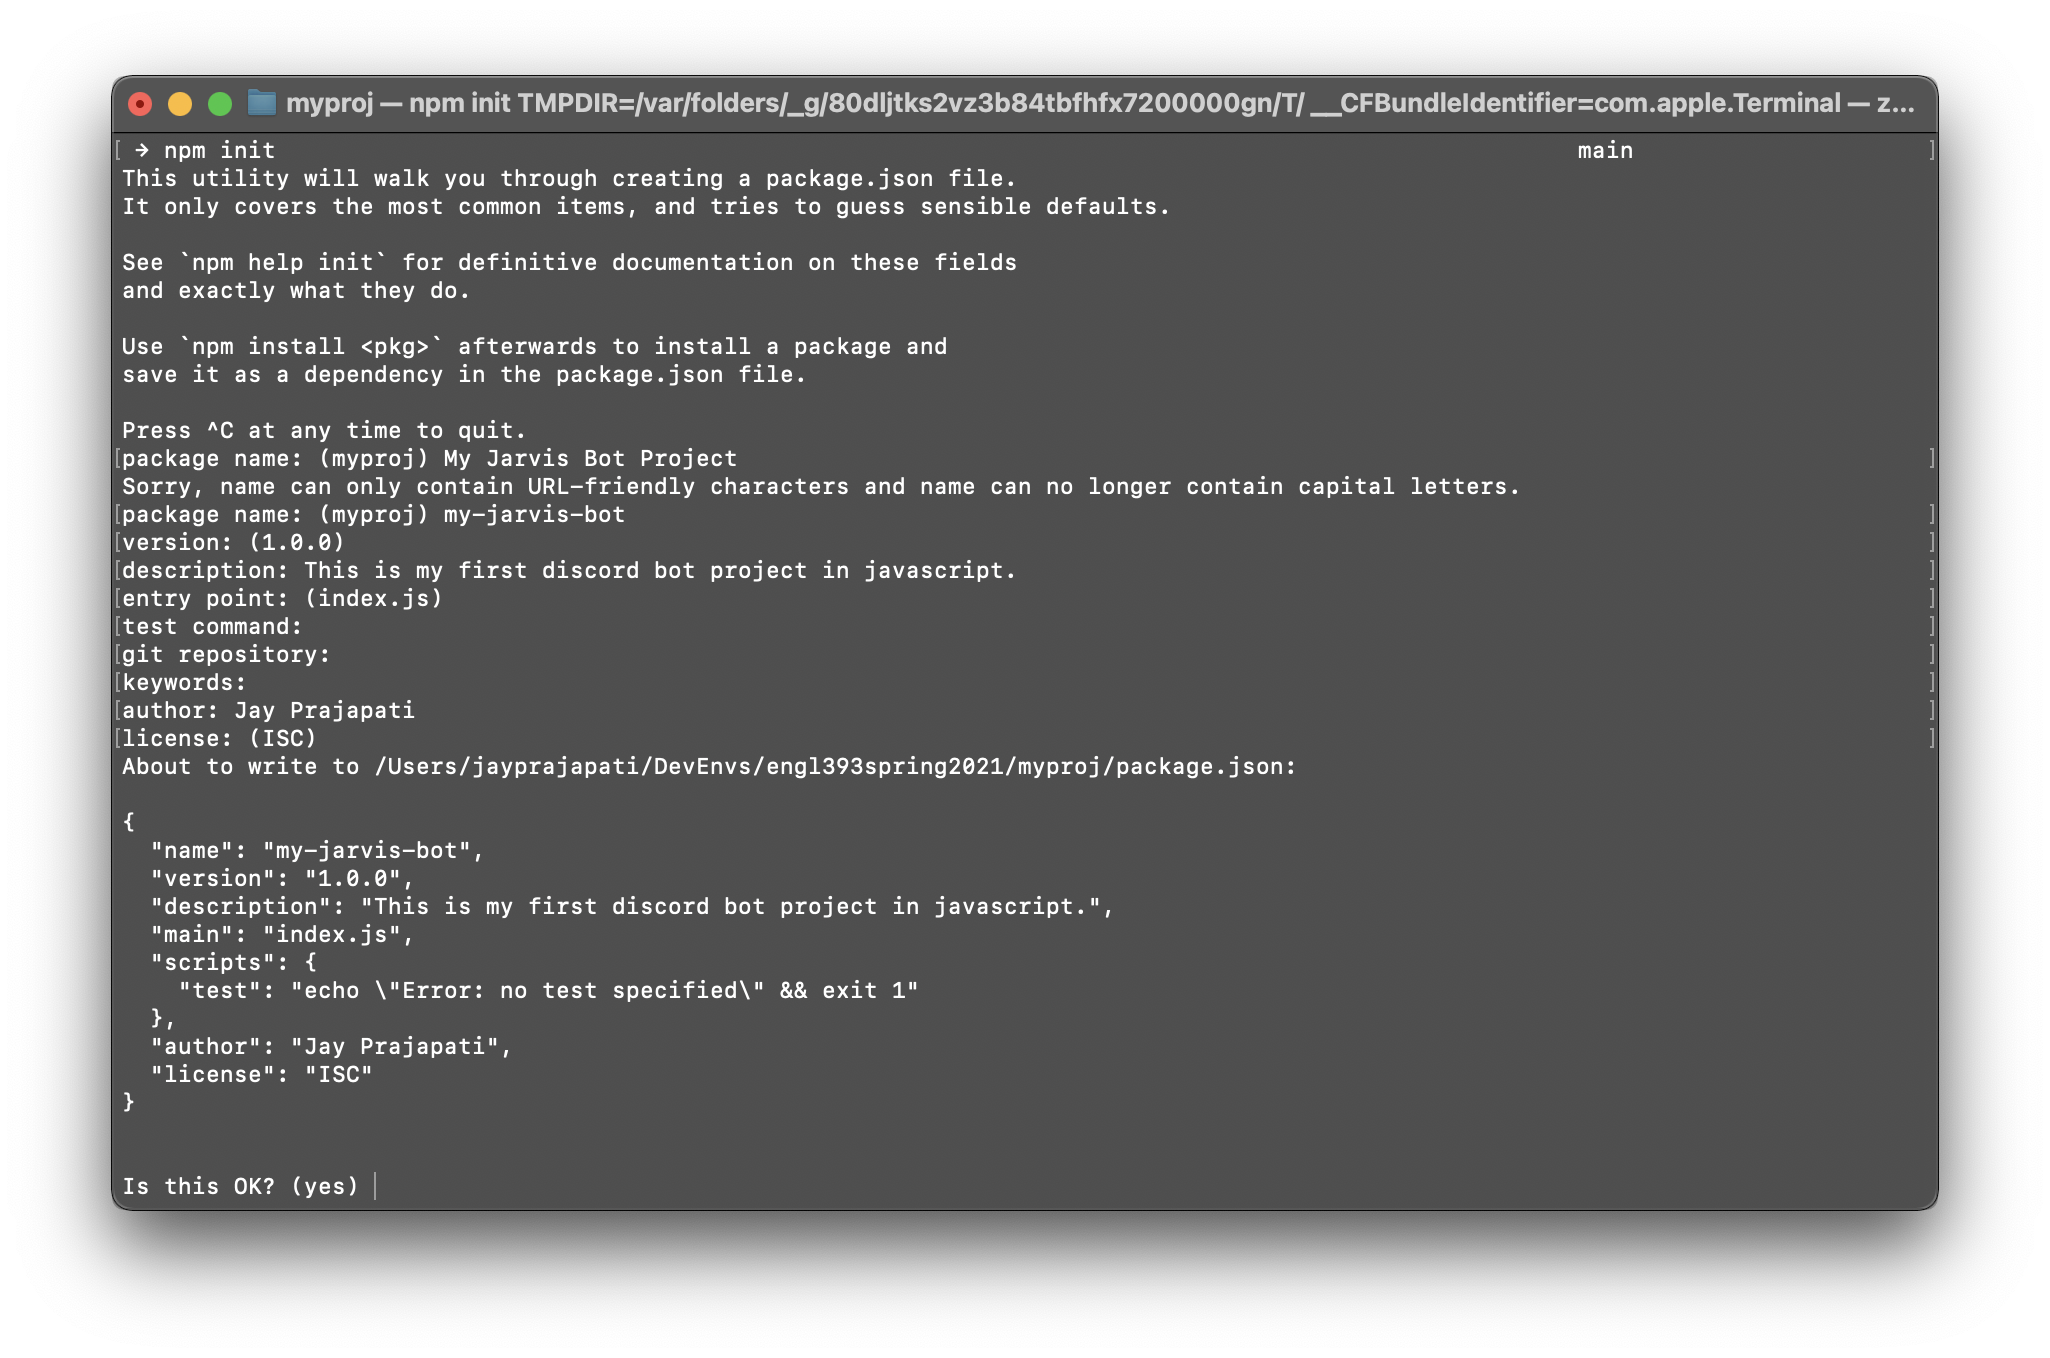 myproj — npm init TMPDIR=/var/folders/_g/80dljtks2vz3b84tbfhfx7200000gn/T/ __CFBundleIdentifier=com.apple.Terminal — z...
[ → npm init main ]
This utility will walk you through creating a package.json file.
It only covers the most common items, and tries to guess sensible defaults.
See `npm help init` for definitive documentation on these fields
and exactly what they do.
Use `npm install <pkg>` afterwards to install a package and
save it as a dependency in the package.json file.
Press ^C at any time to quit.
[package name: (myproj) My Jarvis Bot Project ]
Sorry, name can only contain URL-friendly characters and name can no longer contain capital letters.
[package name: (myproj) my-jarvis-bot ]
[version: (1.0.0) ]
[description: This is my first discord bot project in javascript. ]
[entry point: (index.js) ]
[test command: ]
[git repository: ]
[keywords: ]
[author: Jay Prajapati ]
[license: (ISC) ]
About to write to /Users/jayprajapati/DevEnvs/engl393spring2021/myproj/package.json:
{
  "name": "my-jarvis-bot",
  "version": "1.0.0",
  "description": "This is my first discord bot project in javascript.",
  "main": "index.js",
  "scripts": {
    "test": "echo \"Error: no test specified\" && exit 1"
  },
  "author": "Jay Prajapati",
  "license": "ISC"
}
Is this OK? (yes)